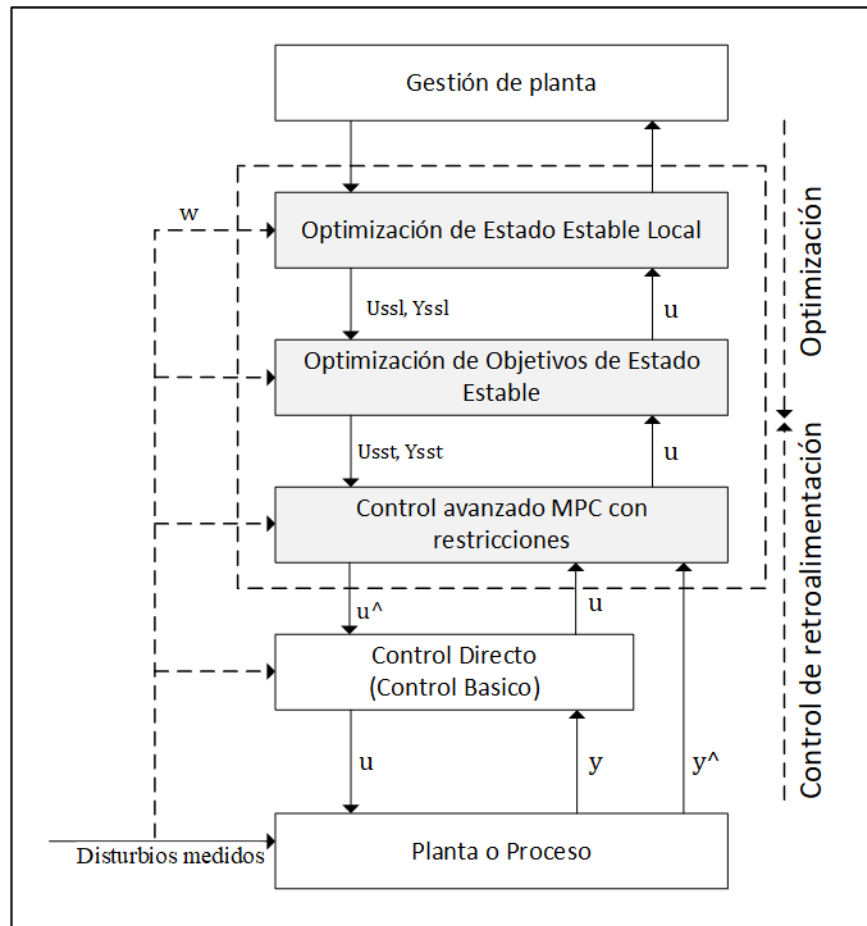 Gestión de planta
w
Optimización de Estado Estable Local
Ussl, Yssl
u
Optimización de Objetivos de Estado
Estable
Usst, Ysst
u
Control avanzado MPC con
restricciones
u^
u
Control Directo
(Control Basico)
u
y
y^
Disturbios medidos
Planta o Proceso
Optimización
Control de retroalimentación